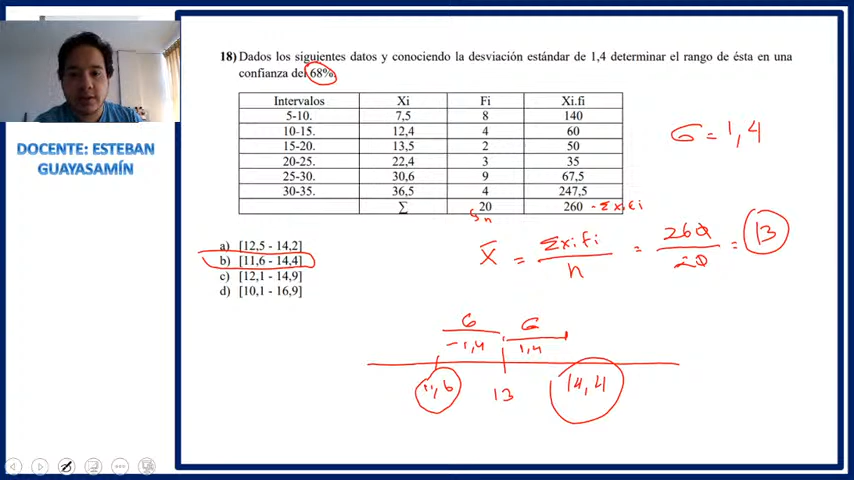 18) Dados los siguientes datos y conociendo la desviación estándar de 1,4 determinar el rango de ésta en una
confianza del 68%.
Intervalos Xi Fi Xi.fi
5-10. 7,5 8 140
10-15. 12,4 4 60
15-20. 13,5 2 50
20-25. 22,4 3 35
25-30. 30,6 9 67,5
30-35. 36,5 4 247,5
Σ 20 260 - Σxifi
n
σ = 1,4
DOCENTE: ESTEBAN
GUAYASAMÍN
a) [12,5 - 14,2]
b) [11,6 - 14,4]
c) [12,1 - 14,9]
d) [10,1 - 16,9]
X̅ = Σxifi / n = 260 / 20 = 13
σ σ
-1,4 1,4
11,6 13 14,4